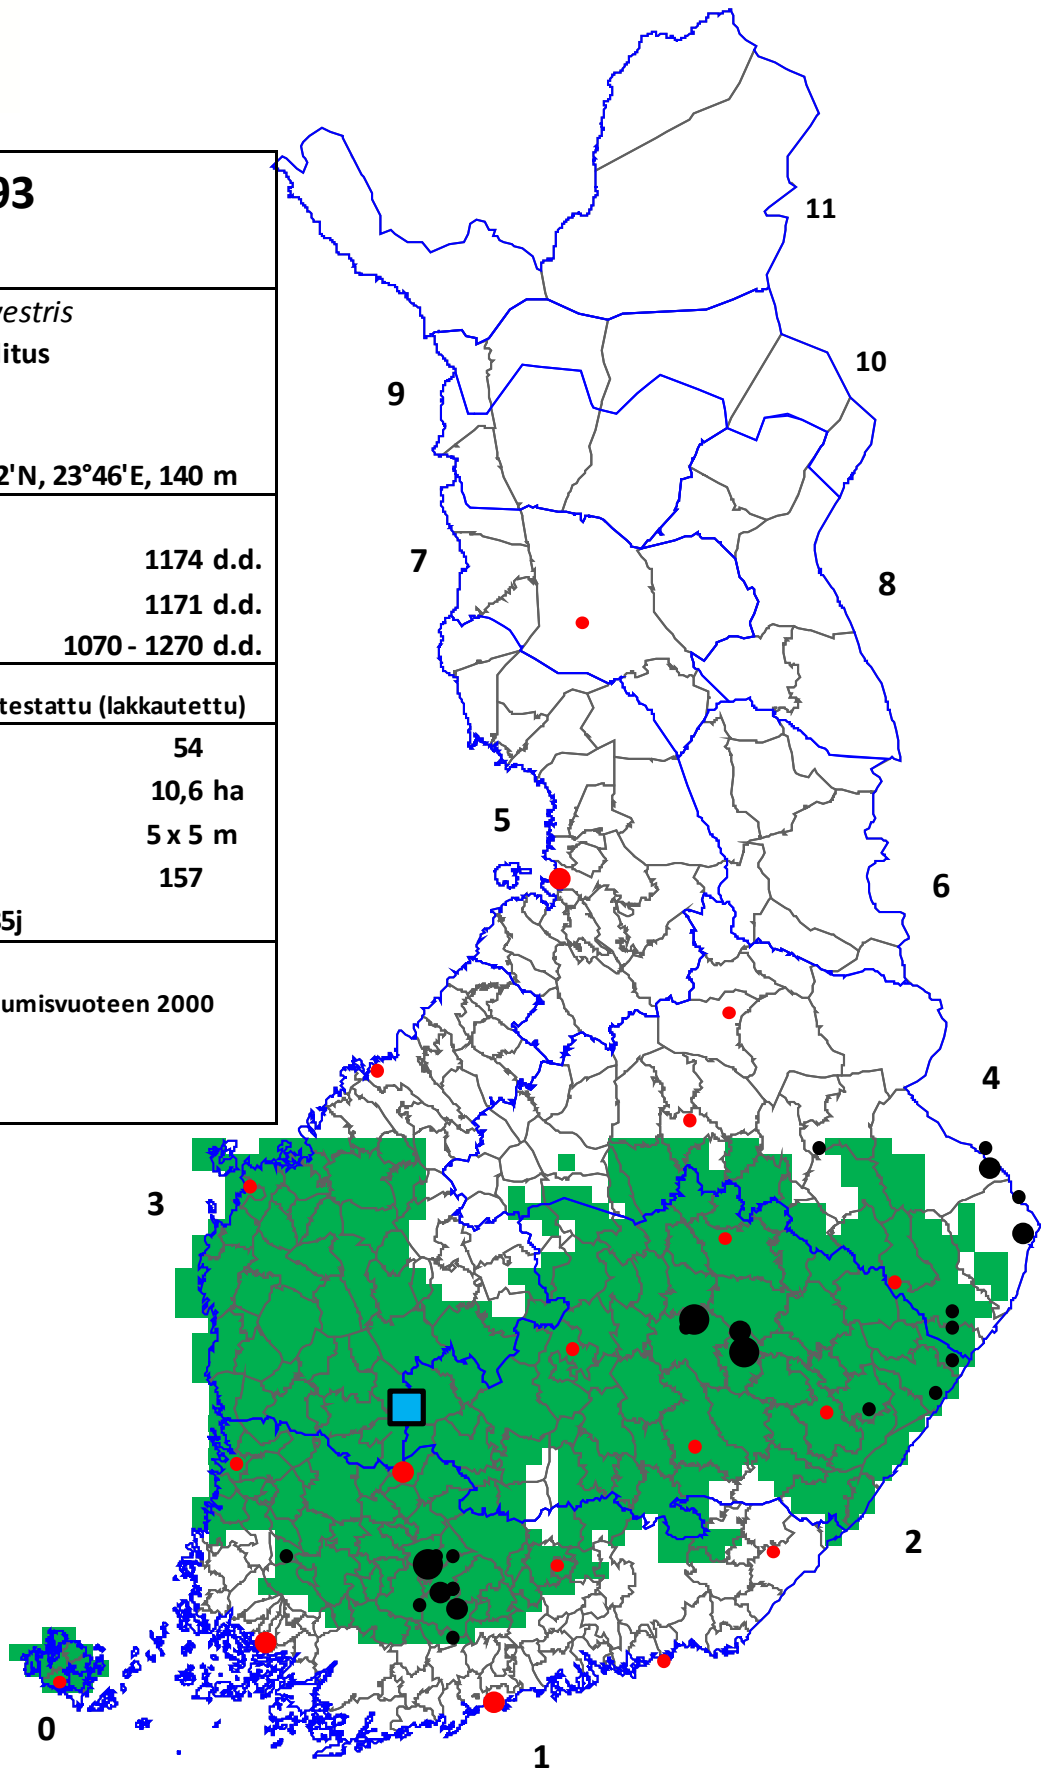 93
estris
itus
2'N, 23°46'E, 140 m
1174 d.d.
1171 d.d.
1070 - 1270 d.d.
testattu (lakkautettu)
54
10,6 ha
5 x 5 m
157
5j
umisvuoteen 2000
11
10
9
7
8
5
6
4
3
2
0
1